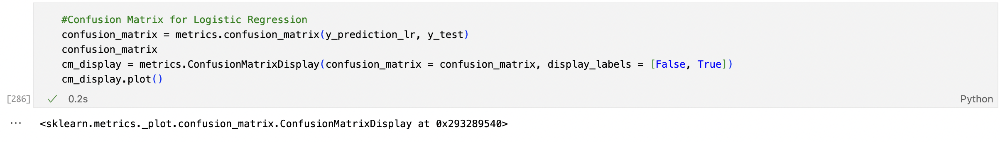 #Confusion Matrix for Logistic Regression
confusion_matrix = metrics.confusion_matrix(y_prediction_lr, y_test)
confusion_matrix
cm_display = metrics.ConfusionMatrixDisplay(confusion_matrix = confusion_matrix, display_labels = [False, True])
cm_display.plot()
[286] ✓ 0.2s Python
... <sklearn.metrics._plot.confusion_matrix.ConfusionMatrixDisplay at 0x293289540>